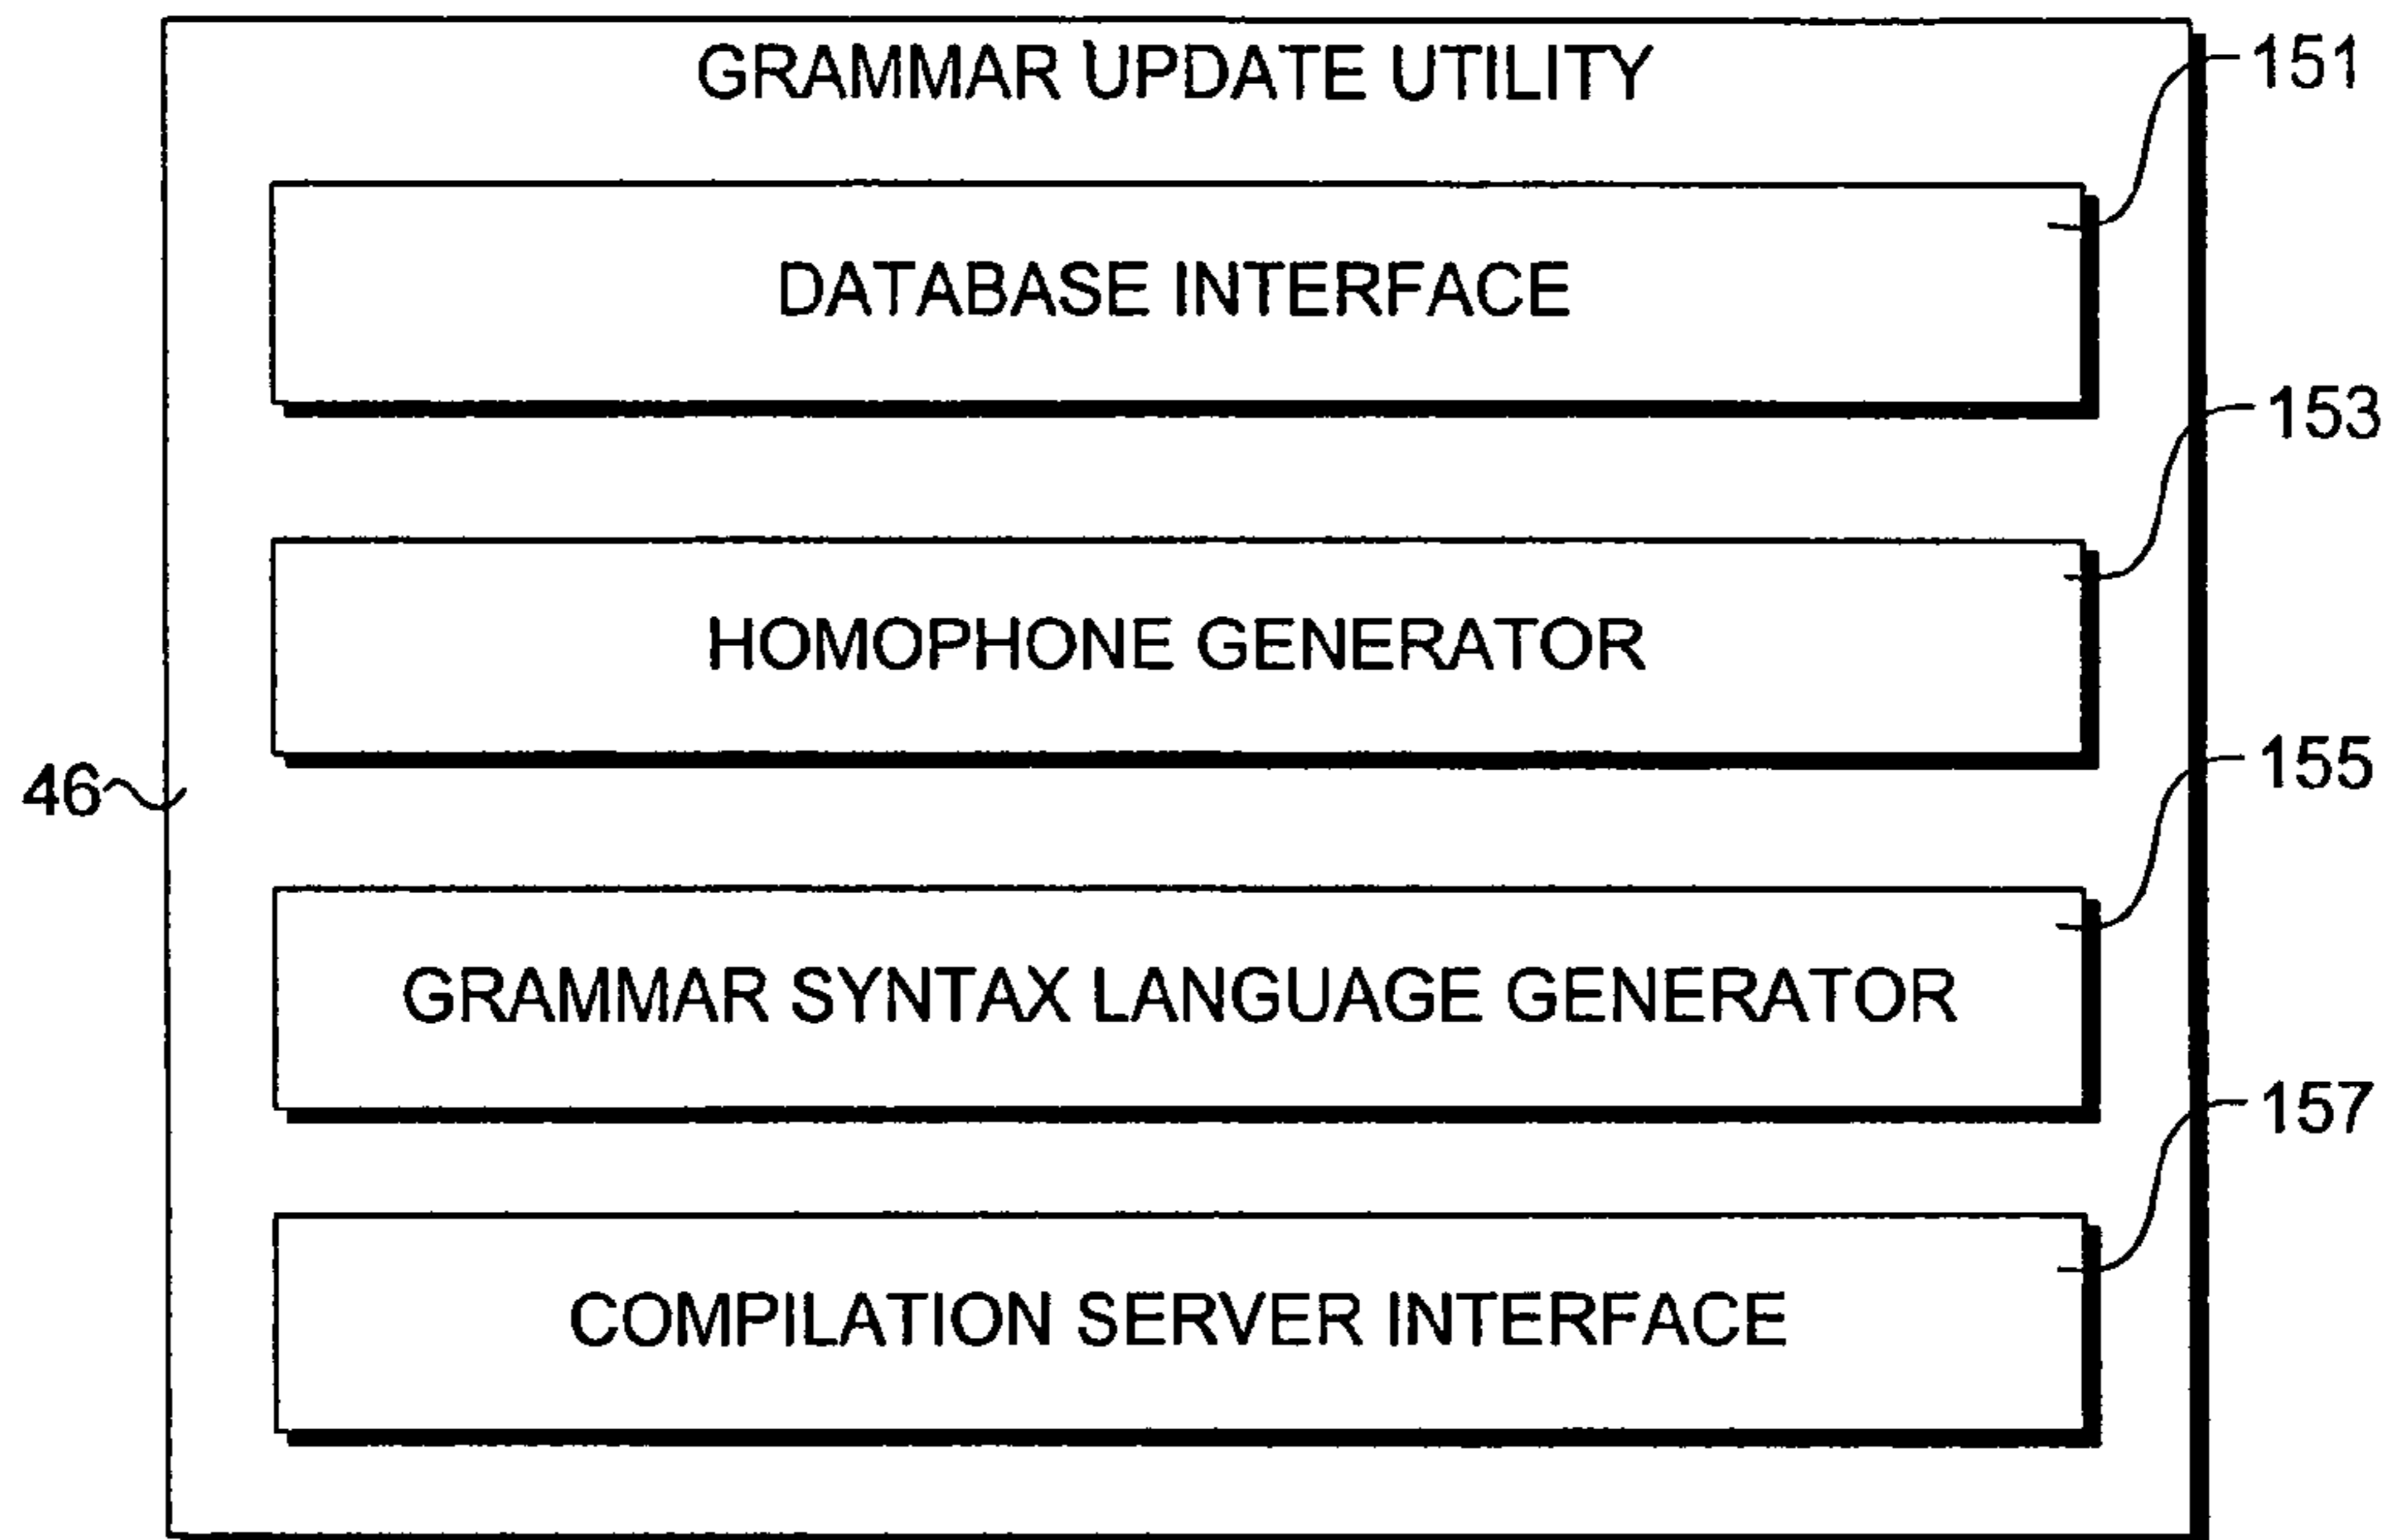 GRAMMAR UPDATE UTILITY
151
DATABASE INTERFACE
153
HOMOPHONE GENERATOR
46
155
GRAMMAR SYNTAX LANGUAGE GENERATOR
157
COMPILATION SERVER INTERFACE